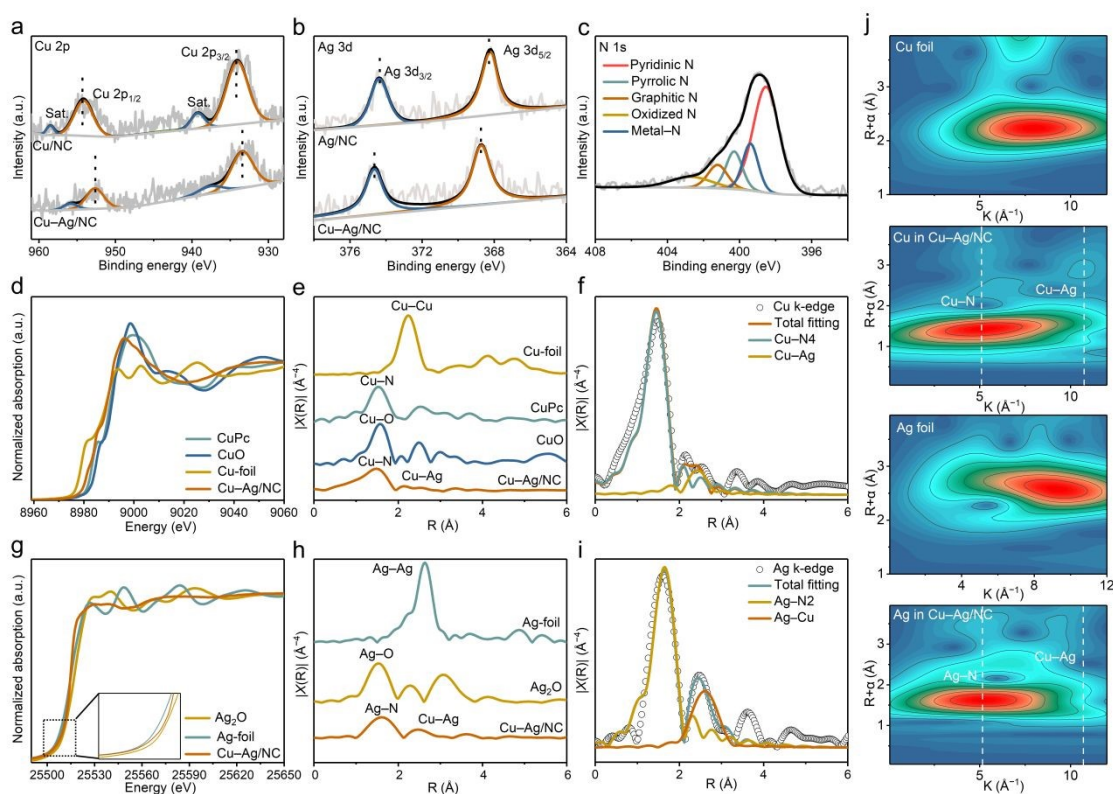 a
Cu 2p
Cu 2p3/2
Cu 2p1/2
Sat.
Sat.
Cu/NC
Cu–Ag/NC
960 950 940 930
Binding energy (eV)
Intensity (a.u.)
b
Ag 3d
Ag 3d5/2
Ag 3d3/2
Ag/NC
Cu–Ag/NC
376 372 368 364
Binding energy (eV)
Intensity (a.u.)
c
N 1s
Pyridinic N
Pyrrolic N
Graphitic N
Oxidized N
Metal–N
408 404 400 396
Binding energy (eV)
Intensity (a.u.)
d
CuPc
CuO
Cu-foil
Cu–Ag/NC
8960 8980 9000 9020 9040 9060
Energy (eV)
Normalized absorption (a.u.)
e
Cu–Cu
Cu-foil
Cu–N
CuPc
Cu–O
CuO
Cu–N
Cu–Ag
Cu–Ag/NC
0 2 4 6
R (Å)
|X(R)| (Å⁻⁴)
f
Cu k-edge
Total fitting
Cu–N4
Cu–Ag
0 2 4 6
R (Å)
|X(R)| (Å⁻⁴)
g
Ag₂O
Ag-foil
Cu–Ag/NC
25500 25530 25560 25590 25620 25650
Energy (eV)
Normalized absorption (a.u.)
h
Ag–Ag
Ag-foil
Ag–O
Ag₂O
Ag–N
Cu–Ag
Cu–Ag/NC
0 2 4 6
R (Å)
|X(R)| (Å⁻⁴)
i
Ag k-edge
Total fitting
Ag–N2
Ag–Cu
0 2 4 6
R (Å)
|X(R)| (Å⁻⁴)
j
Cu foil
R+α (Å)
3
2
1
5 10
K (Å⁻¹)
Cu in Cu–Ag/NC
Cu–N
Cu–Ag
R+α (Å)
3
2
1
5 10
K (Å⁻¹)
Ag foil
R+α (Å)
3
2
1
4 8 12
K (Å⁻¹)
Ag in Cu–Ag/NC
Cu–Ag
Ag–N
R+α (Å)
3
2
1
5 10
K (Å⁻¹)